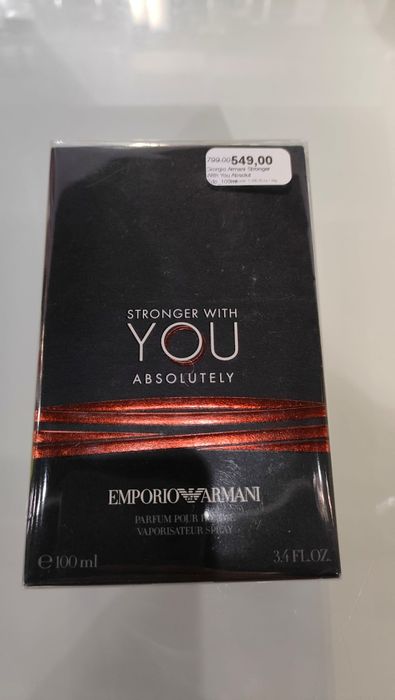 799,00 549,00
Giorgio Armani Stronger
With You Absolut
100ml
STRONGER WITH
YOU
ABSOLUTELY
EMPORIO ARMANI
PARFUM POUR HOMME
VAPORISATEUR SPRAY
e 100 ml 3.4 FL.OZ.